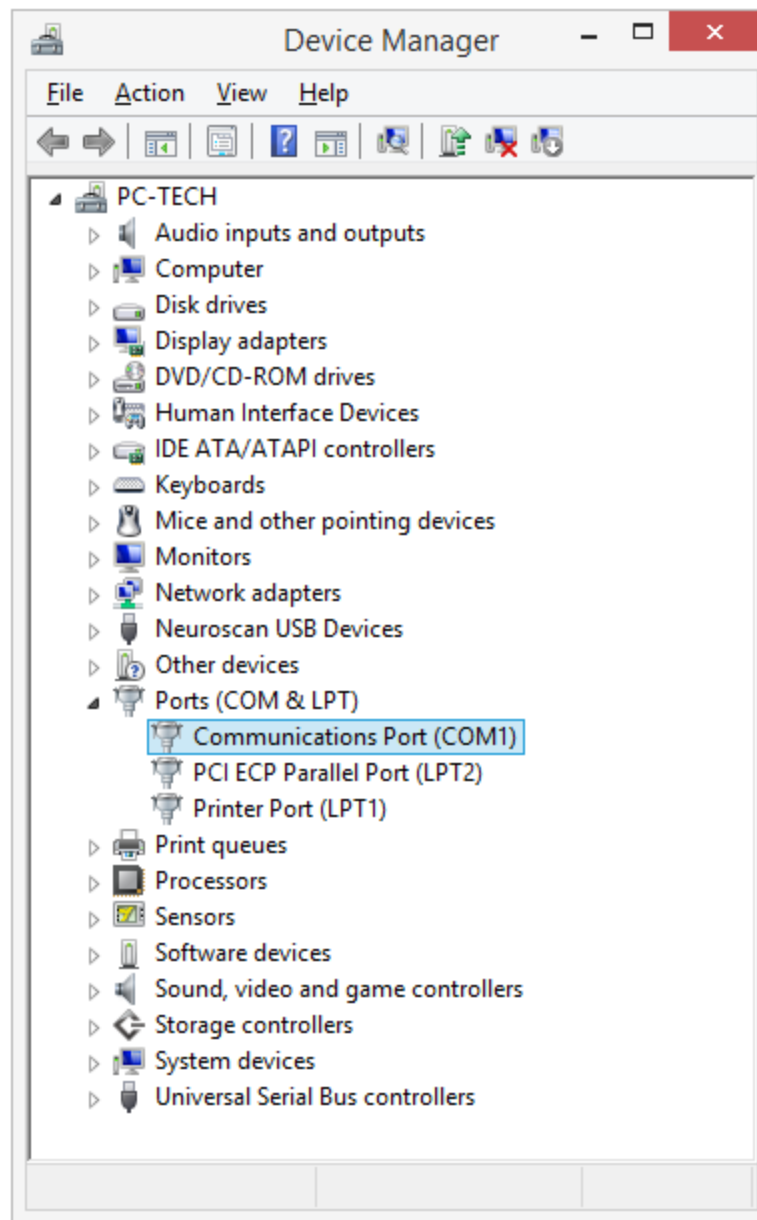 Device Manager
File Action View Help
PC-TECH
Audio inputs and outputs
Computer
Disk drives
Display adapters
DVD/CD-ROM drives
Human Interface Devices
IDE ATA/ATAPI controllers
Keyboards
Mice and other pointing devices
Monitors
Network adapters
Neuroscan USB Devices
Other devices
Ports (COM & LPT)
Communications Port (COM1)
PCI ECP Parallel Port (LPT2)
Printer Port (LPT1)
Print queues
Processors
Sensors
Software devices
Sound, video and game controllers
Storage controllers
System devices
Universal Serial Bus controllers